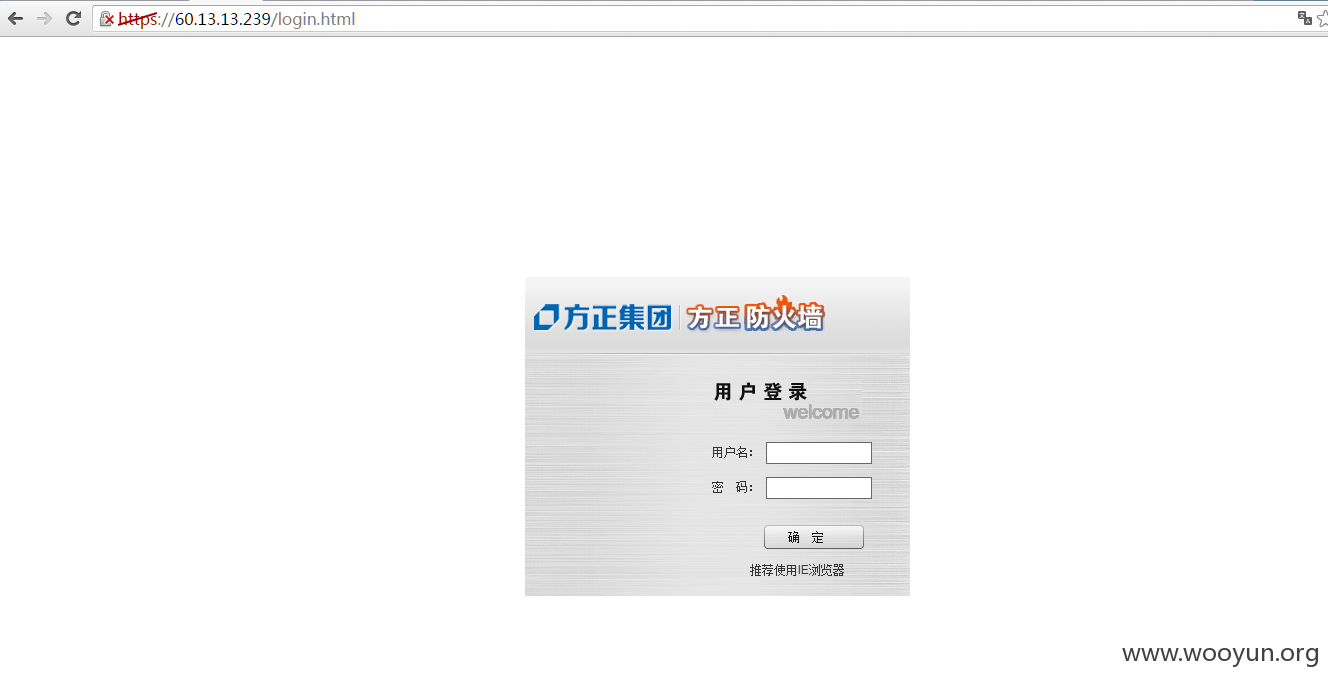 https://60.13.13.239/login.html
方正集团 方正防火墙
用户登录
welcome
用户名：
密 码：
确 定
推荐使用IE浏览器
www.wooyun.org